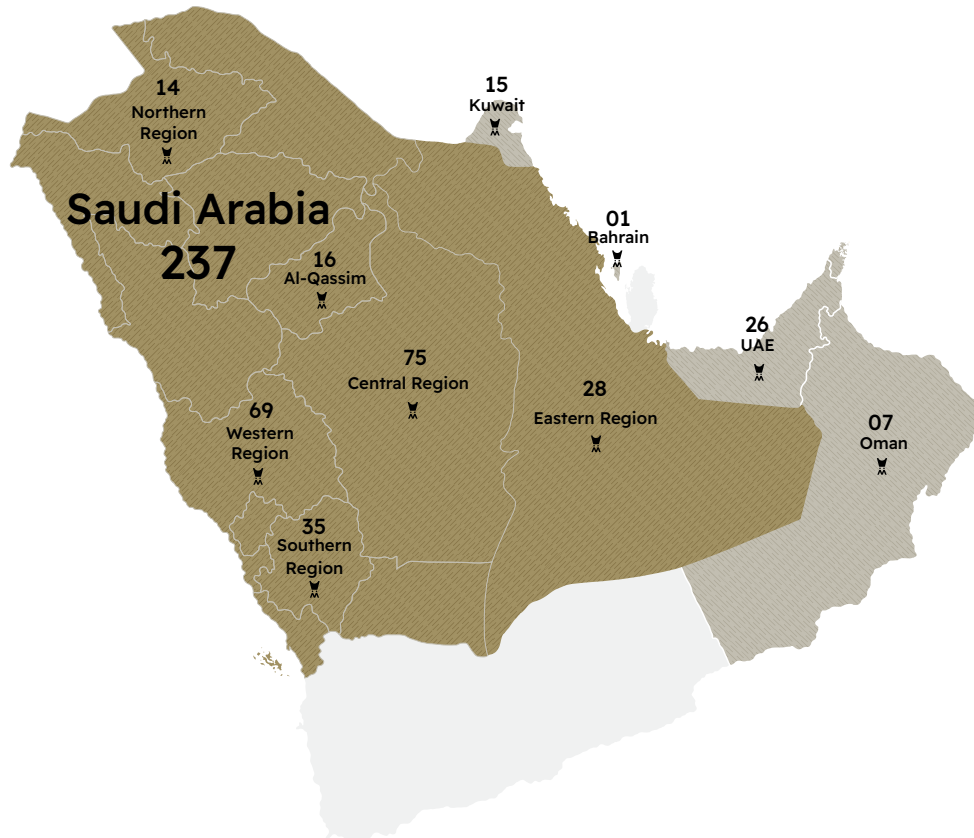 14
Northern
Region
15
Kuwait
Saudi Arabia
237
01
Bahrain
16
Al-Qassim
26
UAE
75
Central Region
28
Eastern Region
69
Western
Region
07
Oman
35
Southern
Region